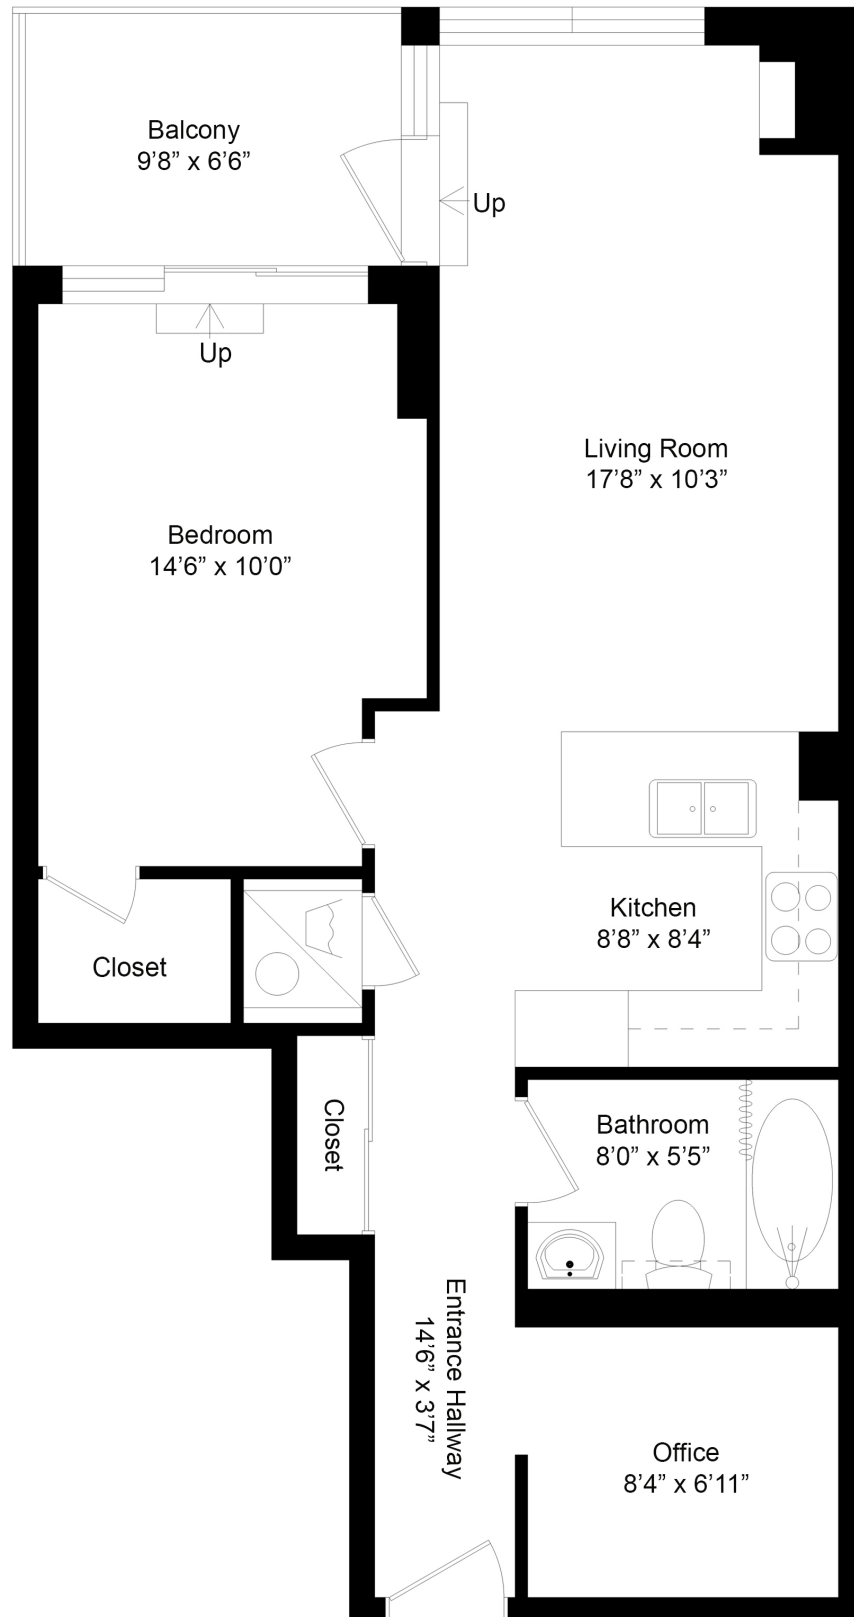 Balcony
9’8” x 6’6”
Up
Up
Living Room
17’8” x 10’3”
Bedroom
14’6” x 10’0”
Kitchen
8’8” x 8’4”
Closet
Closet
Bathroom
8’0” x 5’5”
Entrance Hallway
14’6” x 3’7”
Office
8’4” x 6’11”